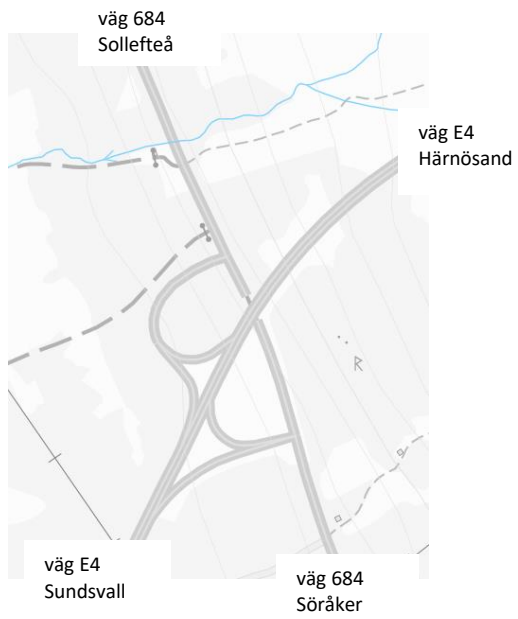 väg 684
Sollefteå
väg E4
Härnösand
väg E4
Sundsvall
väg 684
Söråker